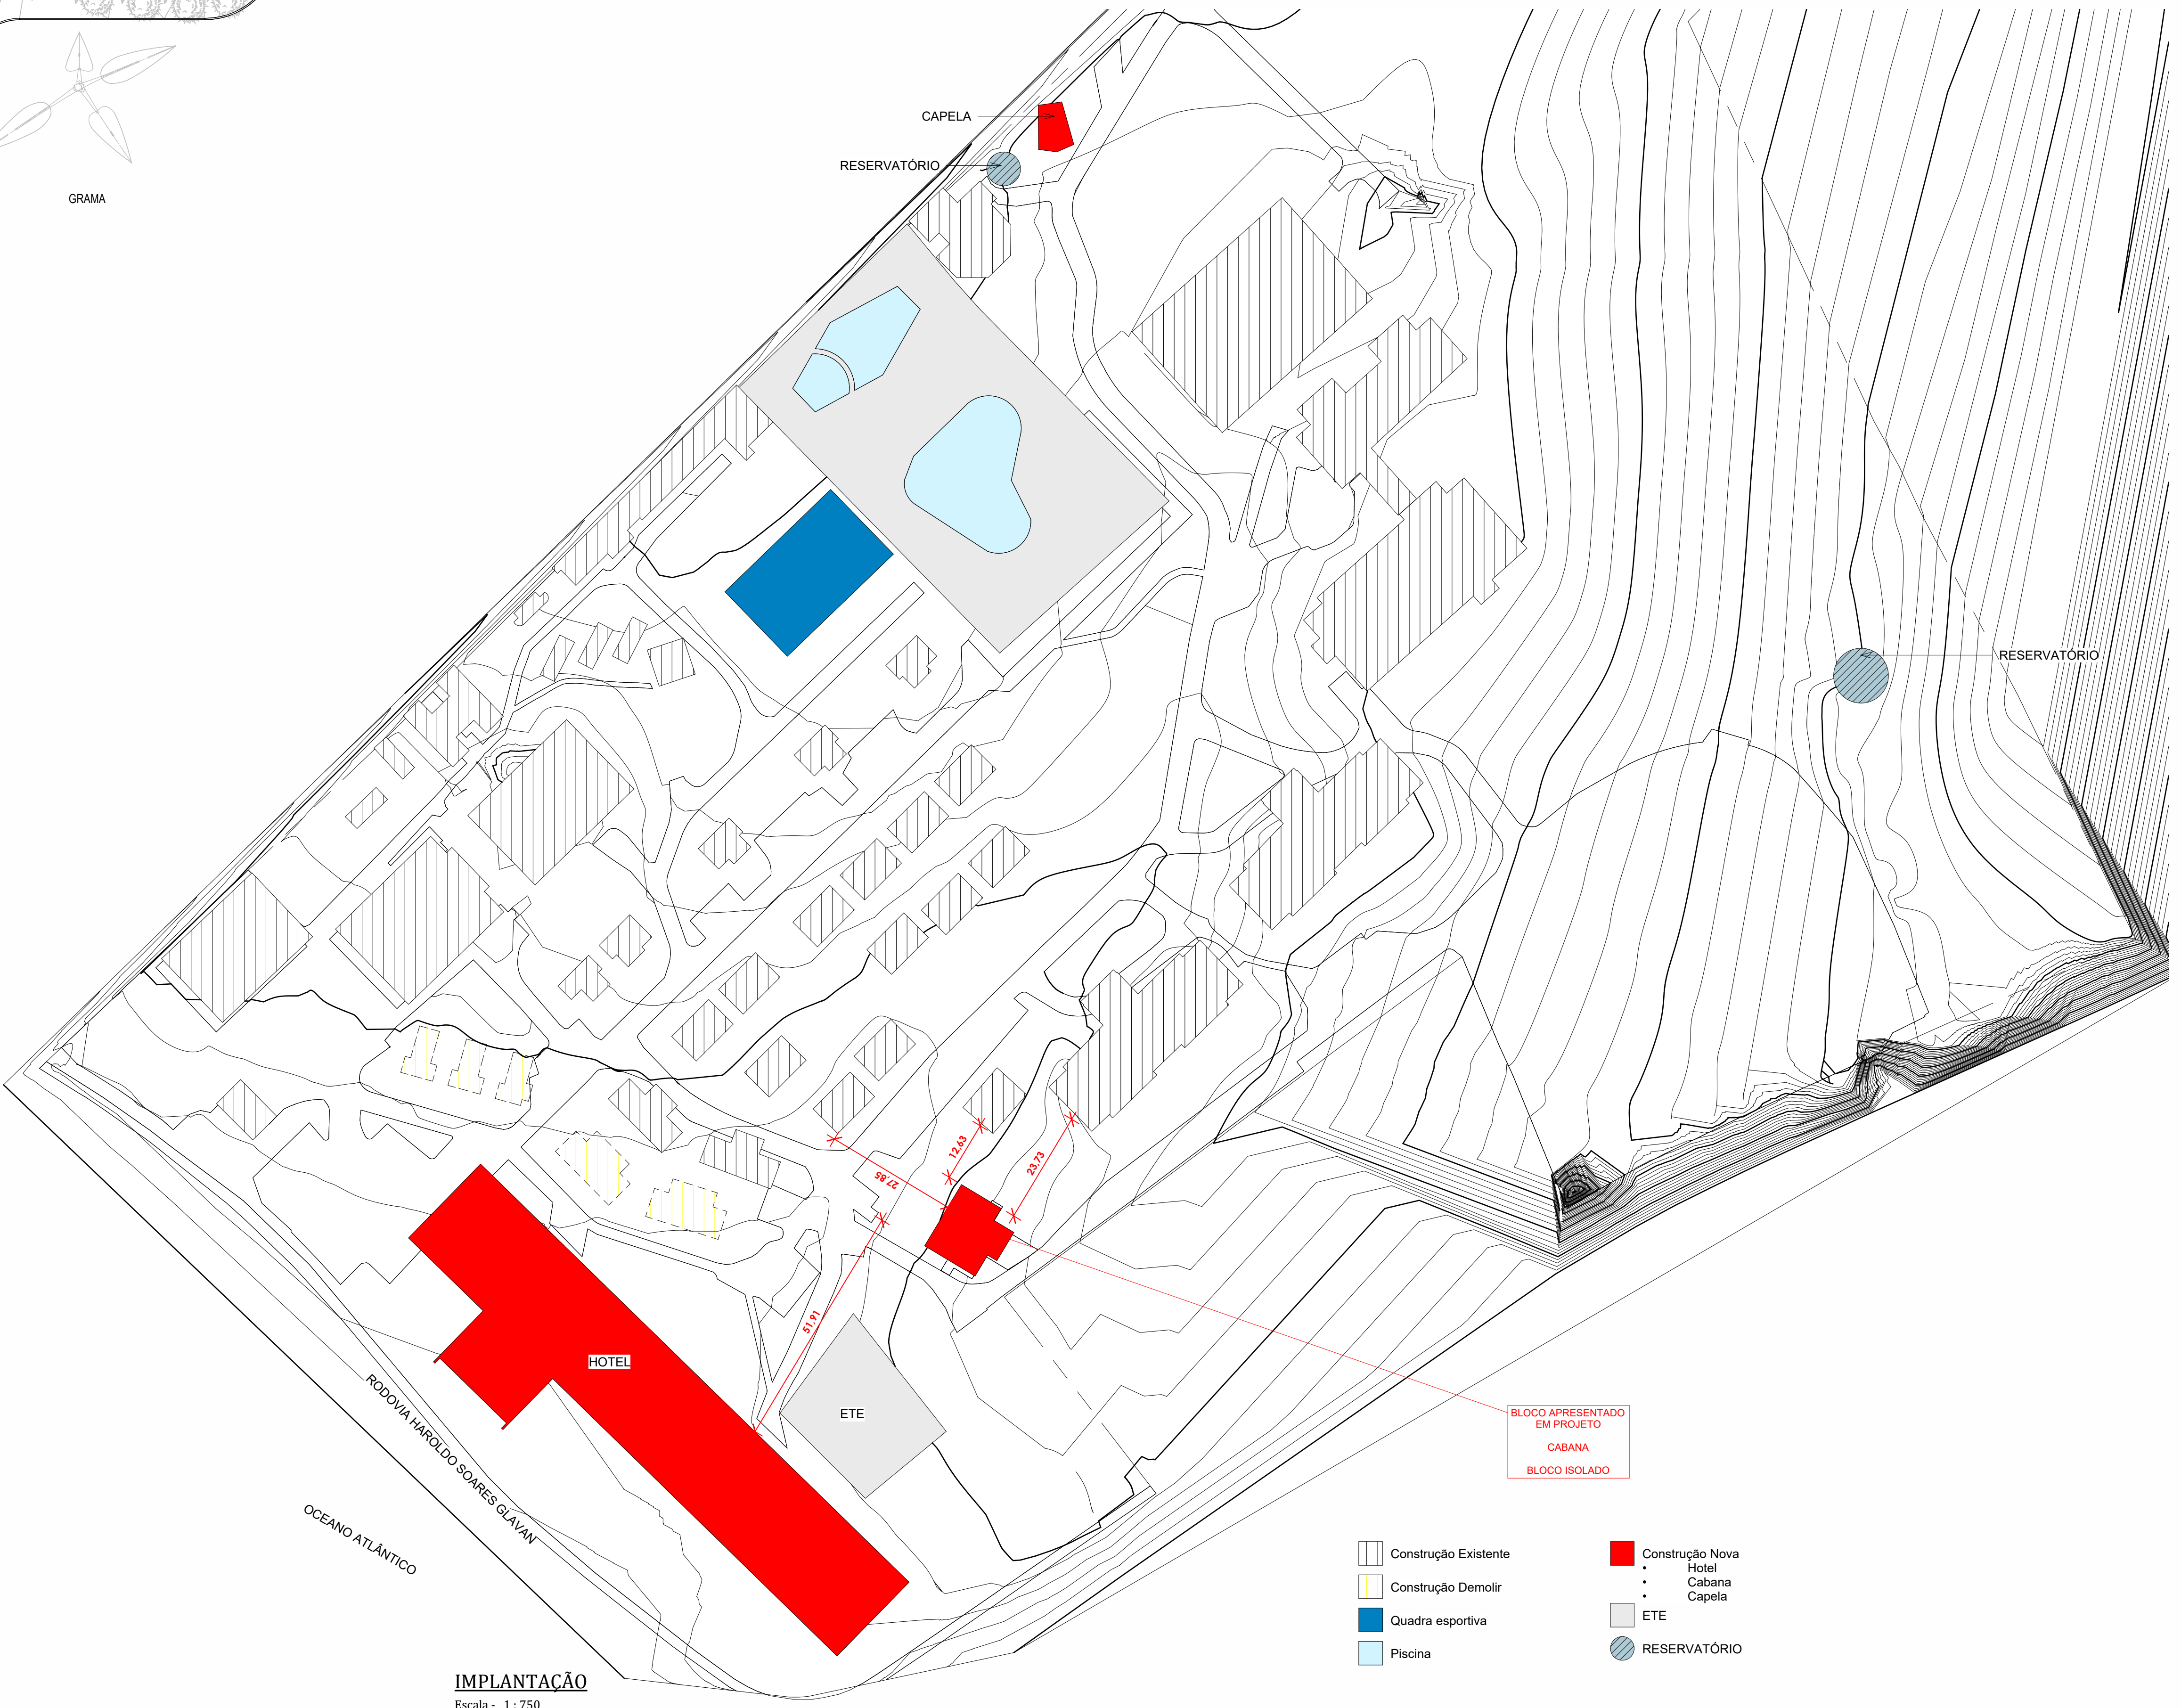 GRAMA
CAPELA
RESERVATÓRIO
RESERVATÓRIO
12,63
23,73
27,85
51,91
HOTEL
ETE
RODOVIA HAROLDO SOARES GLAVAN
OCEANO ATLÂNTICO
BLOCO APRESENTADO
EM PROJETO
CABANA
BLOCO ISOLADO
Construção Existente
Construção Demolir
Quadra esportiva
Piscina
Construção Nova
• Hotel
• Cabana
• Capela
ETE
RESERVATÓRIO
IMPLANTAÇÃO
Escala - 1 : 750